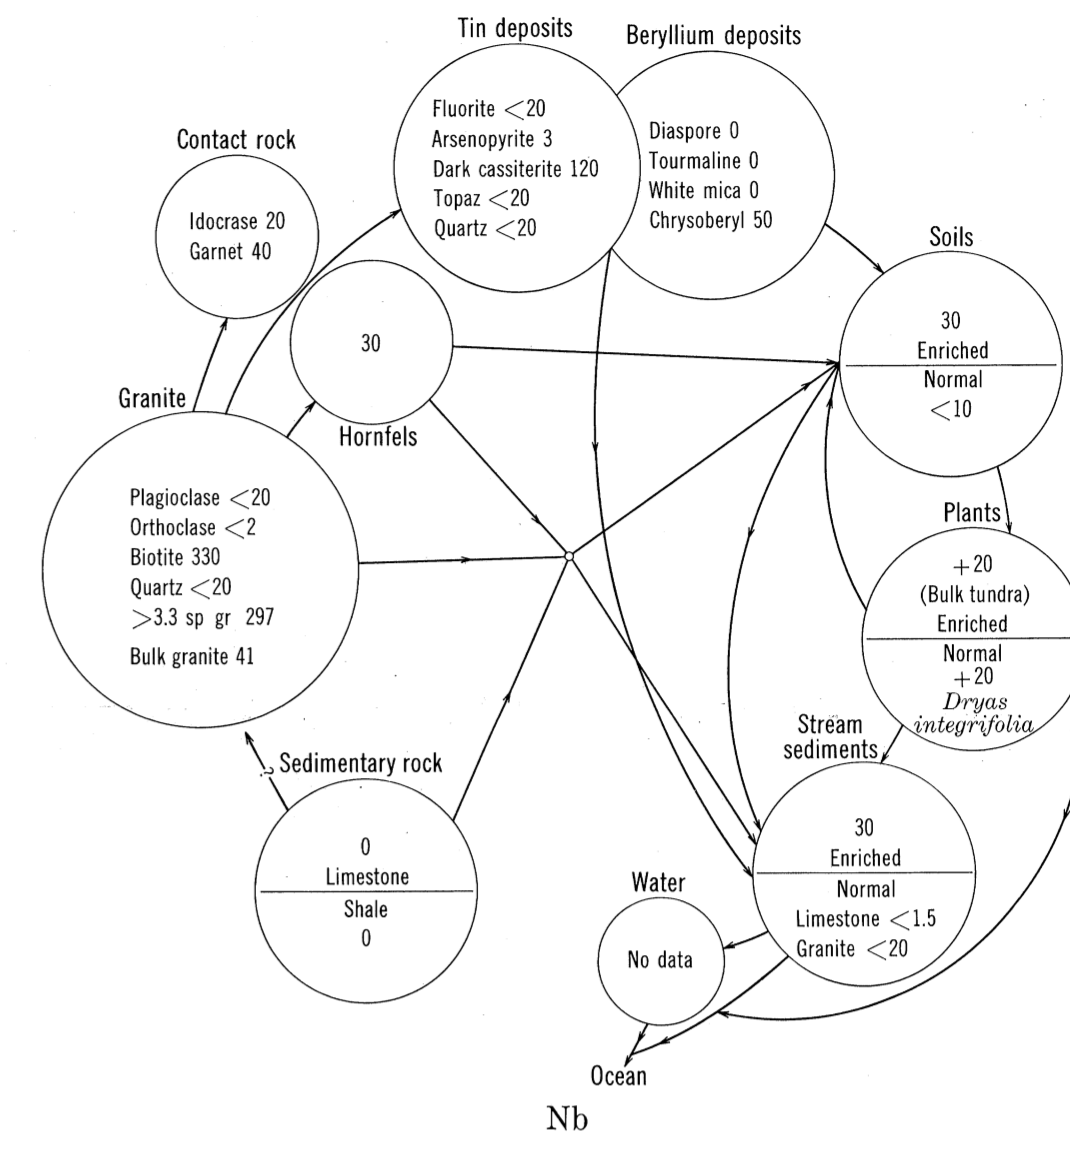 Tin deposits
Fluorite <20
Arsenopyrite 3
Dark cassiterite 120
Topaz <20
Quartz <20
Beryllium deposits
Diaspore 0
Tourmaline 0
White mica 0
Chrysoberyl 50
Contact rock
Idocrase 20
Garnet 40
30
Hornfels
Soils
30
Enriched
Normal
<10
Granite
Plagioclase <20
Orthoclase <2
Biotite 330
Quartz <20
>3.3 sp gr 297
Bulk granite 41
Plants
+20
(Bulk tundra)
Enriched
Normal
+20
Dryas
integrifolia
?
Sedimentary rock
0
Limestone
Shale
0
Stream
sediments
30
Enriched
Normal
Limestone <1.5
Granite <20
Water
No data
Ocean
Nb